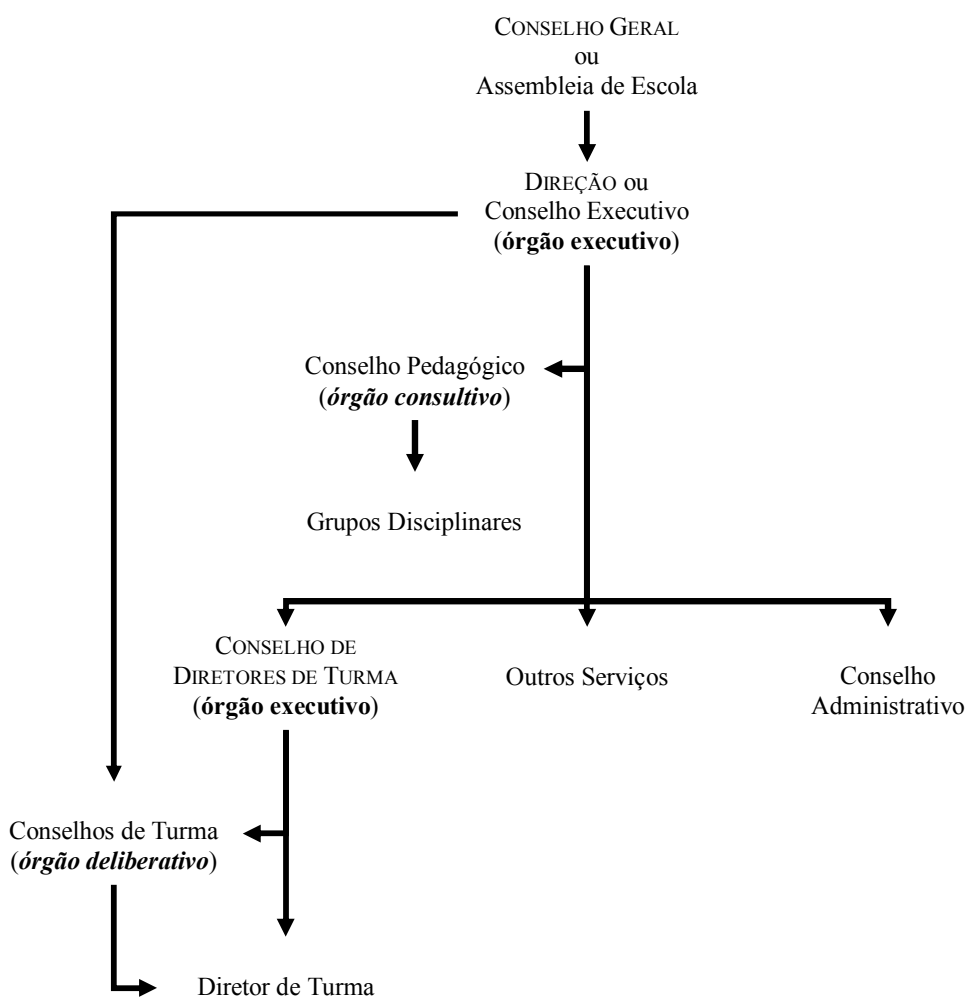 CONSELHO GERAL
ou
Assembleia de Escola
DIREÇÃO ou
Conselho Executivo
(órgão executivo)
Conselho Pedagógico
(órgão consultivo)
Grupos Disciplinares
CONSELHO DE
DIRETORES DE TURMA
(órgão executivo)
Outros Serviços
Conselho
Administrativo
Conselhos de Turma
(órgão deliberativo)
Diretor de Turma